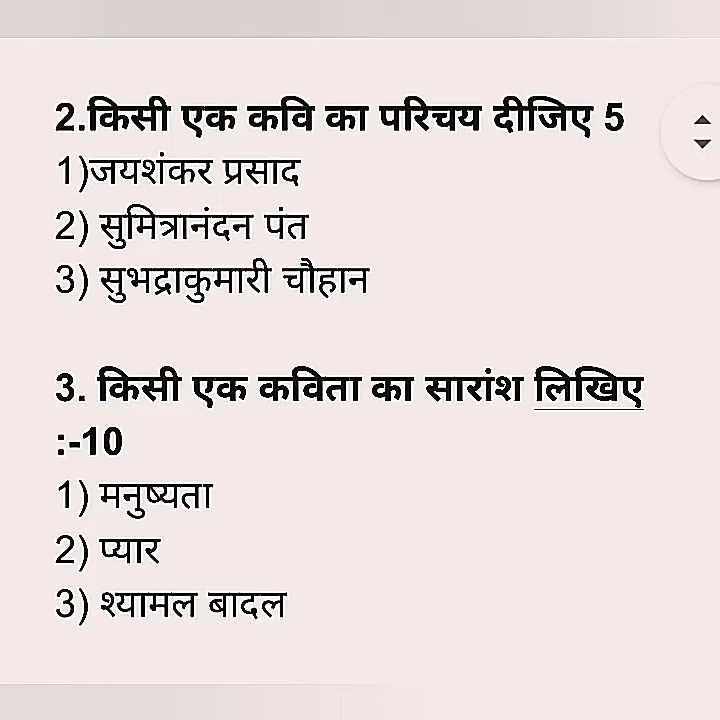 2.किसी एक कवि का परिचय दीजिए 5
1)जयशंकर प्रसाद
2) सुमित्रानंदन पंत
3) सुभद्राकुमारी चौहान
3. किसी एक कविता का सारांश लिखिए
:-10
1) मनुष्यता
2) प्यार
3) श्यामल बादल